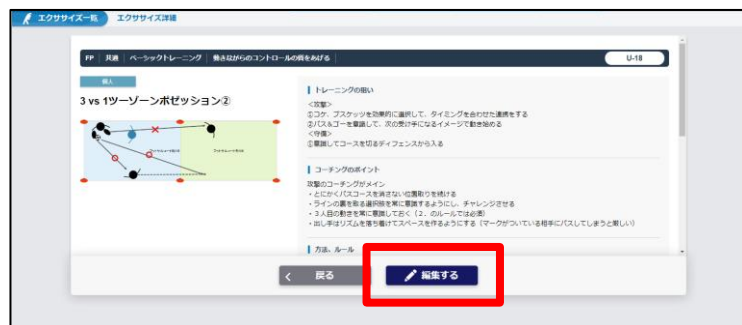 エクササイズ一覧 エクササイズ詳細
FP 共通 ベーシックトレーニング 動きながらのコントロールの質をあげる U-18
個人
3 vs 1ツーゾーンポゼッション②
トレーニングの狙い
<攻撃>
①コケ、ブスケッツを効果的に選択して、タイミングを合わせた連携をする
②パス&ゴーを意識して、次の受け手になるイメージで動き始める
<守備>
①意識してコースを切るディフェンスから入る
コーチングのポイント
攻撃のコーチングがメイン
・とにかくパスコースを消さない位置取りを続ける
・ラインの裏を取る選択肢を常に意識するようにし、チャレンジさせる
・3人目の動きを常に意識しておく（2．のルールでは必須）
・出し手はリズムを落ち着けてスペースを作るようにする（マークがついている相手にパスしてしまうと厳しい）
方法、ルール
戻る
編集する